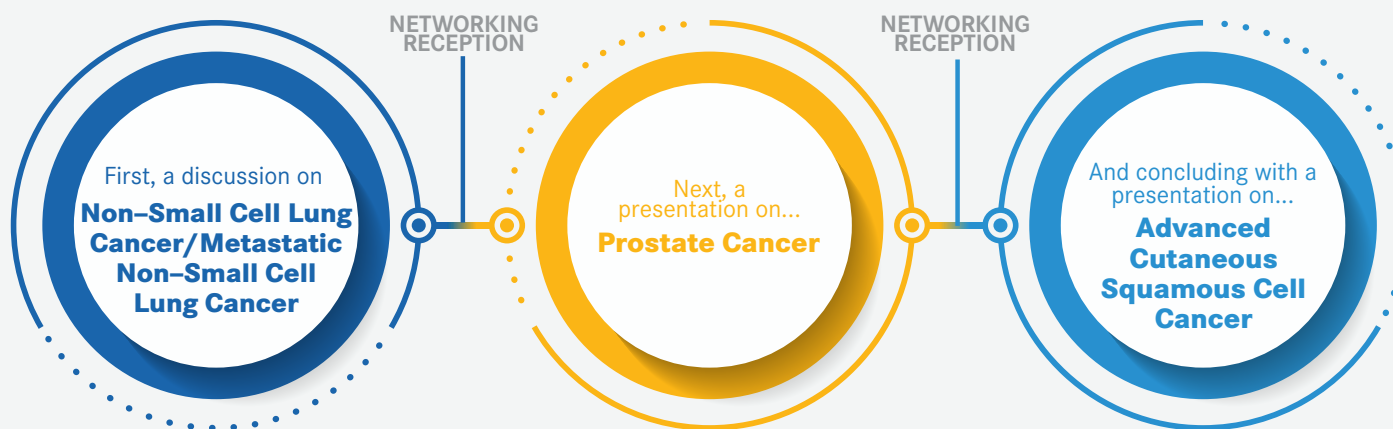 First, a discussion on
Non–Small Cell Lung
Cancer/Metastatic
Non–Small Cell
Lung Cancer
NETWORKING
RECEPTION
Next, a
presentation on...
Prostate Cancer
NETWORKING
RECEPTION
And concluding with a
presentation on...
Advanced
Cutaneous
Squamous Cell
Cancer